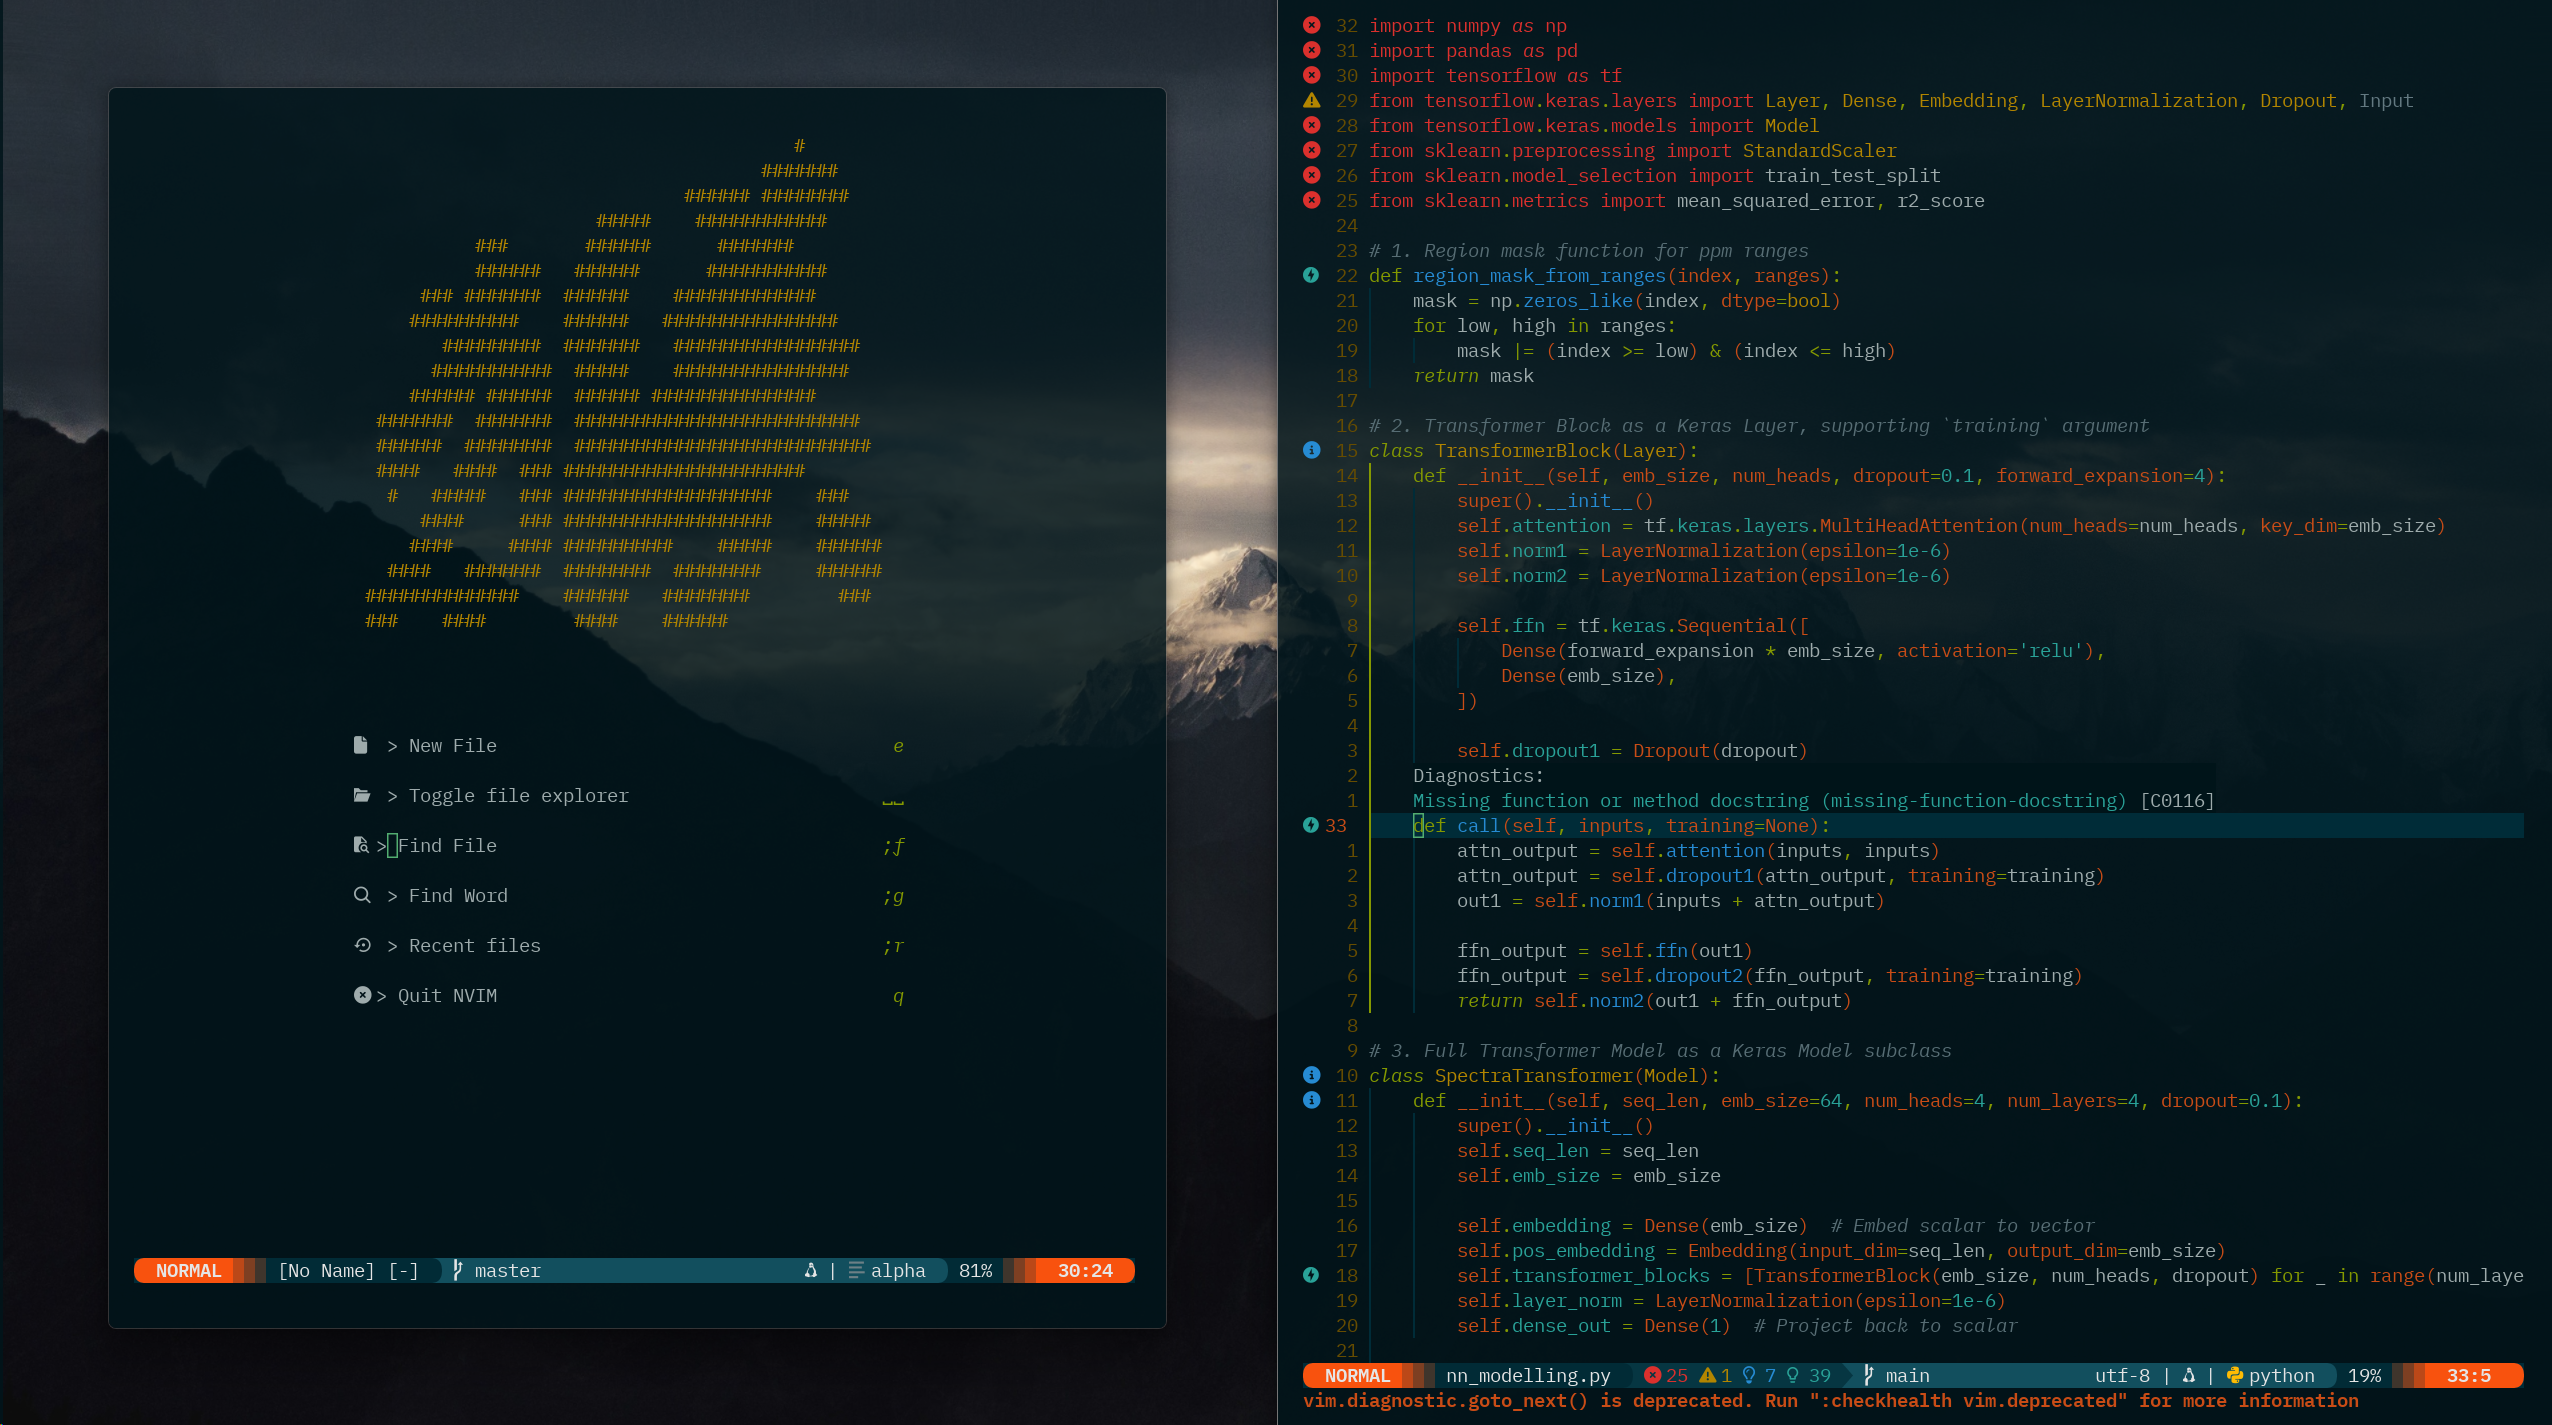 > New File e
> Toggle file explorer ␣␣
> Find File ;f
> Find Word ;g
> Recent files ;r
> Quit NVIM q
NORMAL [No Name] [-] master | alpha 81% 30:24
32 import numpy as np
31 import pandas as pd
30 import tensorflow as tf
29 from tensorflow.keras.layers import Layer, Dense, Embedding, LayerNormalization, Dropout, Input
28 from tensorflow.keras.models import Model
27 from sklearn.preprocessing import StandardScaler
26 from sklearn.model_selection import train_test_split
25 from sklearn.metrics import mean_squared_error, r2_score
24
23 # 1. Region mask function for ppm ranges
22 def region_mask_from_ranges(index, ranges):
21     mask = np.zeros_like(index, dtype=bool)
20     for low, high in ranges:
19         mask |= (index >= low) & (index <= high)
18     return mask
17
16 # 2. Transformer Block as a Keras Layer, supporting `training` argument
15 class TransformerBlock(Layer):
14     def __init__(self, emb_size, num_heads, dropout=0.1, forward_expansion=4):
13         super().__init__()
12         self.attention = tf.keras.layers.MultiHeadAttention(num_heads=num_heads, key_dim=emb_size)
11         self.norm1 = LayerNormalization(epsilon=1e-6)
10         self.norm2 = LayerNormalization(epsilon=1e-6)
9
8         self.ffn = tf.keras.Sequential([
7             Dense(forward_expansion * emb_size, activation='relu'),
6             Dense(emb_size),
5         ])
4
3         self.dropout1 = Dropout(dropout)
2     Diagnostics:
1     Missing function or method docstring (missing-function-docstring) [C0116]
33     def call(self, inputs, training=None):
1         attn_output = self.attention(inputs, inputs)
2         attn_output = self.dropout1(attn_output, training=training)
3         out1 = self.norm1(inputs + attn_output)
4
5         ffn_output = self.ffn(out1)
6         ffn_output = self.dropout2(ffn_output, training=training)
7         return self.norm2(out1 + ffn_output)
8
9 # 3. Full Transformer Model as a Keras Model subclass
10 class SpectraTransformer(Model):
11     def __init__(self, seq_len, emb_size=64, num_heads=4, num_layers=4, dropout=0.1):
12         super().__init__()
13         self.seq_len = seq_len
14         self.emb_size = emb_size
15
16         self.embedding = Dense(emb_size)  # Embed scalar to vector
17         self.pos_embedding = Embedding(input_dim=seq_len, output_dim=emb_size)
18         self.transformer_blocks = [TransformerBlock(emb_size, num_heads, dropout) for _ in range(num_laye
19         self.layer_norm = LayerNormalization(epsilon=1e-6)
20         self.dense_out = Dense(1)  # Project back to scalar
21
NORMAL nn_modelling.py 25 1 7 39 main utf-8 | | python 19% 33:5
vim.diagnostic.goto_next() is deprecated. Run ":checkhealth vim.deprecated" for more information